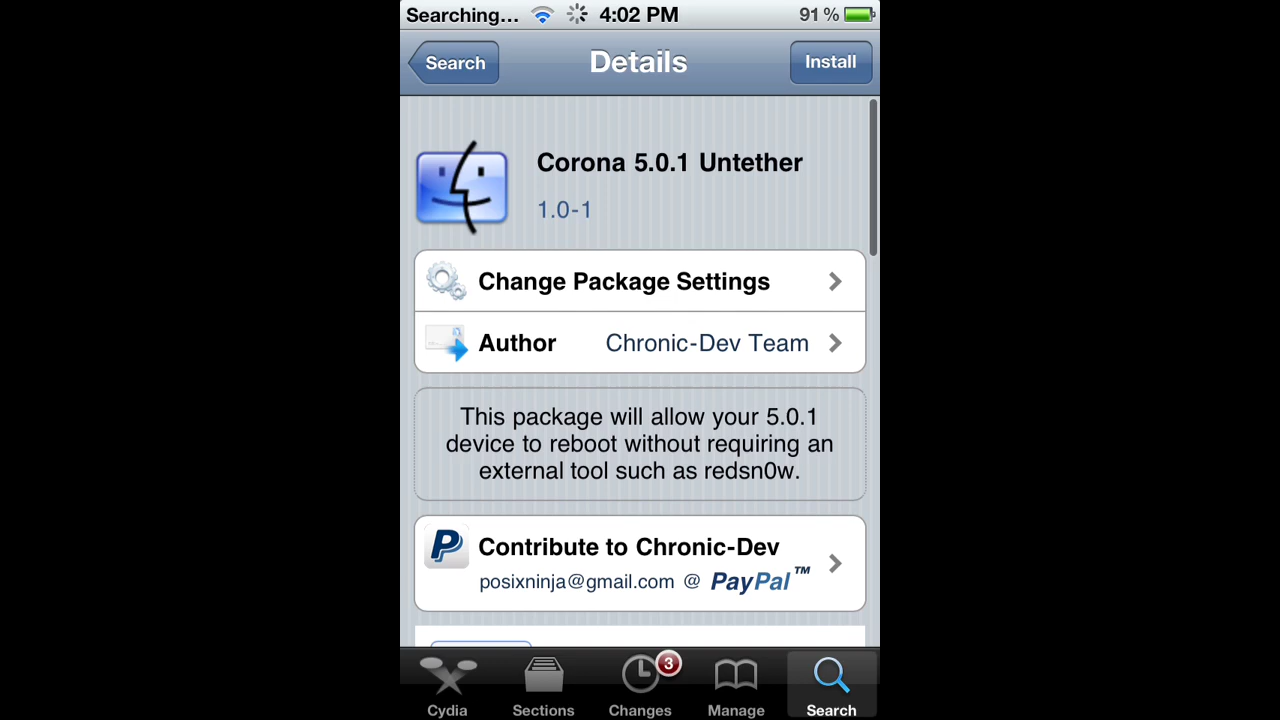 Searching... 4:02 PM 91 %
Search Details Install
Corona 5.0.1 Untether
1.0-1
Change Package Settings
Author Chronic-Dev Team
This package will allow your 5.0.1
device to reboot without requiring an
external tool such as redsn0w.
P Contribute to Chronic-Dev
posixninja@gmail.com @ PayPal™
3
Cydia Sections Changes Manage Search